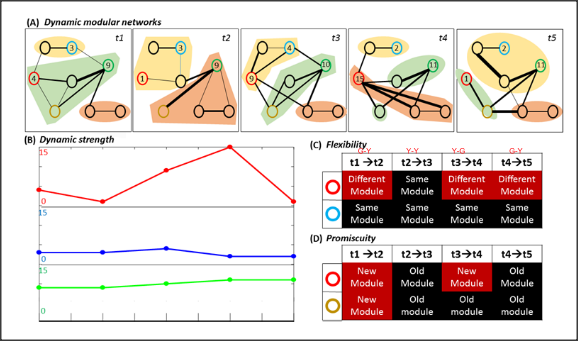 (A) Dynamic modular networks
t1
t2
t3
t4
t5
3
9
4
3
9
1
4
10
9
2
11
15
2
11
1
(B) Dynamic strength
15
0
15
0
15
0
(C) Flexibility
G-Y Y-Y Y-G G-Y
t1 →t2 t2→t3 t3→t4 t4→t5
Different Module Same Module Different Module Different Module
Same Module Same Module Same Module Same Module
(D) Promiscuity
t1 →t2 t2→t3 t3→t4 t4→t5
New Module Old Module New Module Old Module
New Module Old module Old module Old module